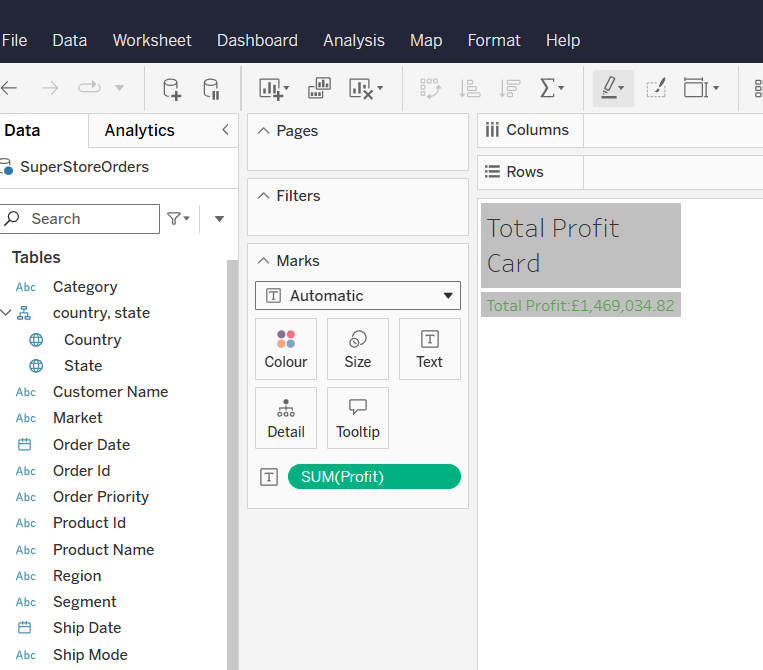 File Data Worksheet Dashboard Analysis Map Format Help
Data Analytics
SuperStoreOrders
Search
Tables
Abc Category
country, state
Country
State
Abc Customer Name
Abc Market
Order Date
Abc Order Id
Abc Order Priority
Abc Product Id
Abc Product Name
Abc Region
Abc Segment
Ship Date
Abc Ship Mode
Pages
Filters
Marks
T Automatic
Colour Size Text
Detail Tooltip
T SUM(Profit)
Columns
Rows
Total Profit
Card
Total Profit:£1,469,034.82